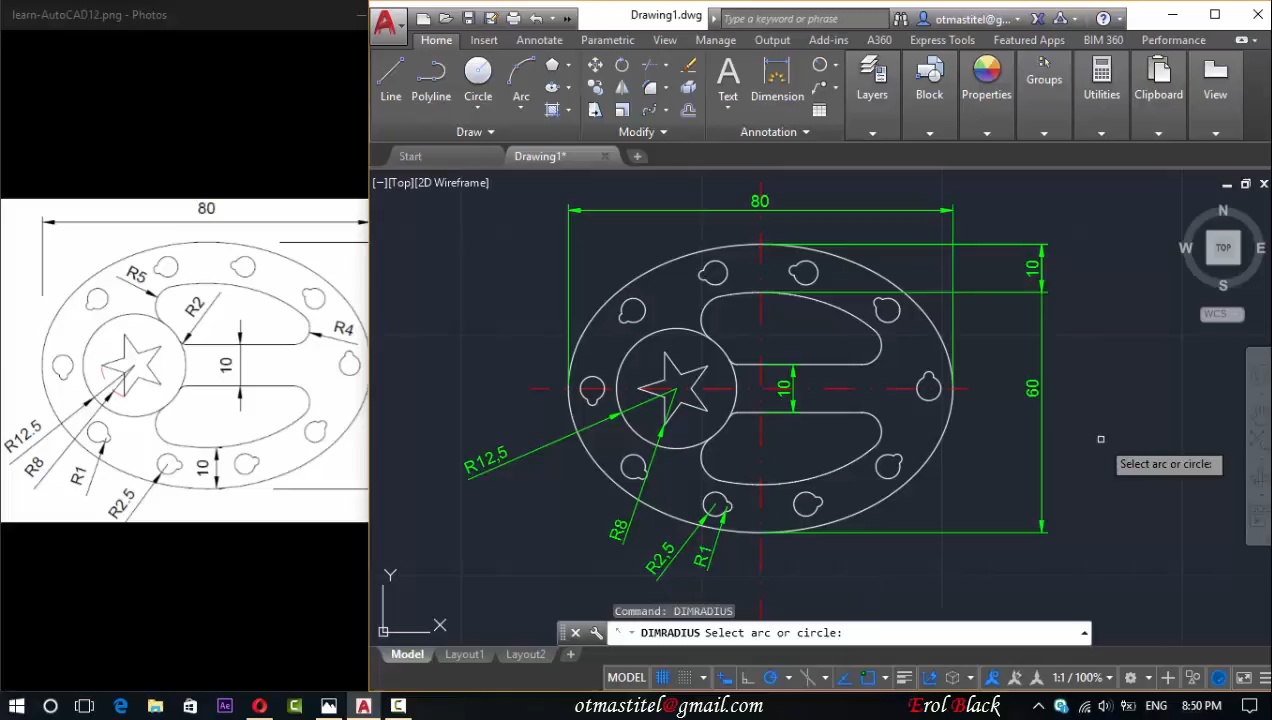 learn-AutoCAD12.png - Photos
Drawing1.dwg
Type a keyword or phrase
otmastitel@g...
Home
Insert
Annotate
Parametric
View
Manage
Output
Add-ins
A360
Express Tools
Featured Apps
BIM 360
Performance
Line
Polyline
Circle
Arc
Text
Dimension
Layers
Block
Properties
Groups
Utilities
Clipboard
View
Draw
Modify
Annotation
Start
Drawing1*
[−][Top][2D Wireframe]
80
R5
R2
R4
10
R12.5
R8
R1
R2.5
10
80
10
10
60
R12,5
R8
R2,5
R1
N
W
TOP
E
S
WCS
Select arc or circle:
Y
X
Command: DIMRADIUS
DIMRADIUS Select arc or circle:
Model
Layout1
Layout2
MODEL
1:1 / 100%
otmastitel@gmail.com
Erol Black
ENG
8:50 PM